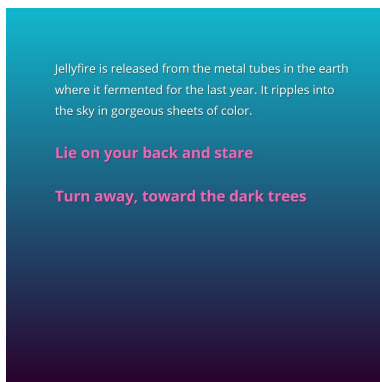 Jellyfire is released from the metal tubes in the earth
where it fermented for the last year. It ripples into
the sky in gorgeous sheets of color.
Lie on your back and stare
Turn away, toward the dark trees